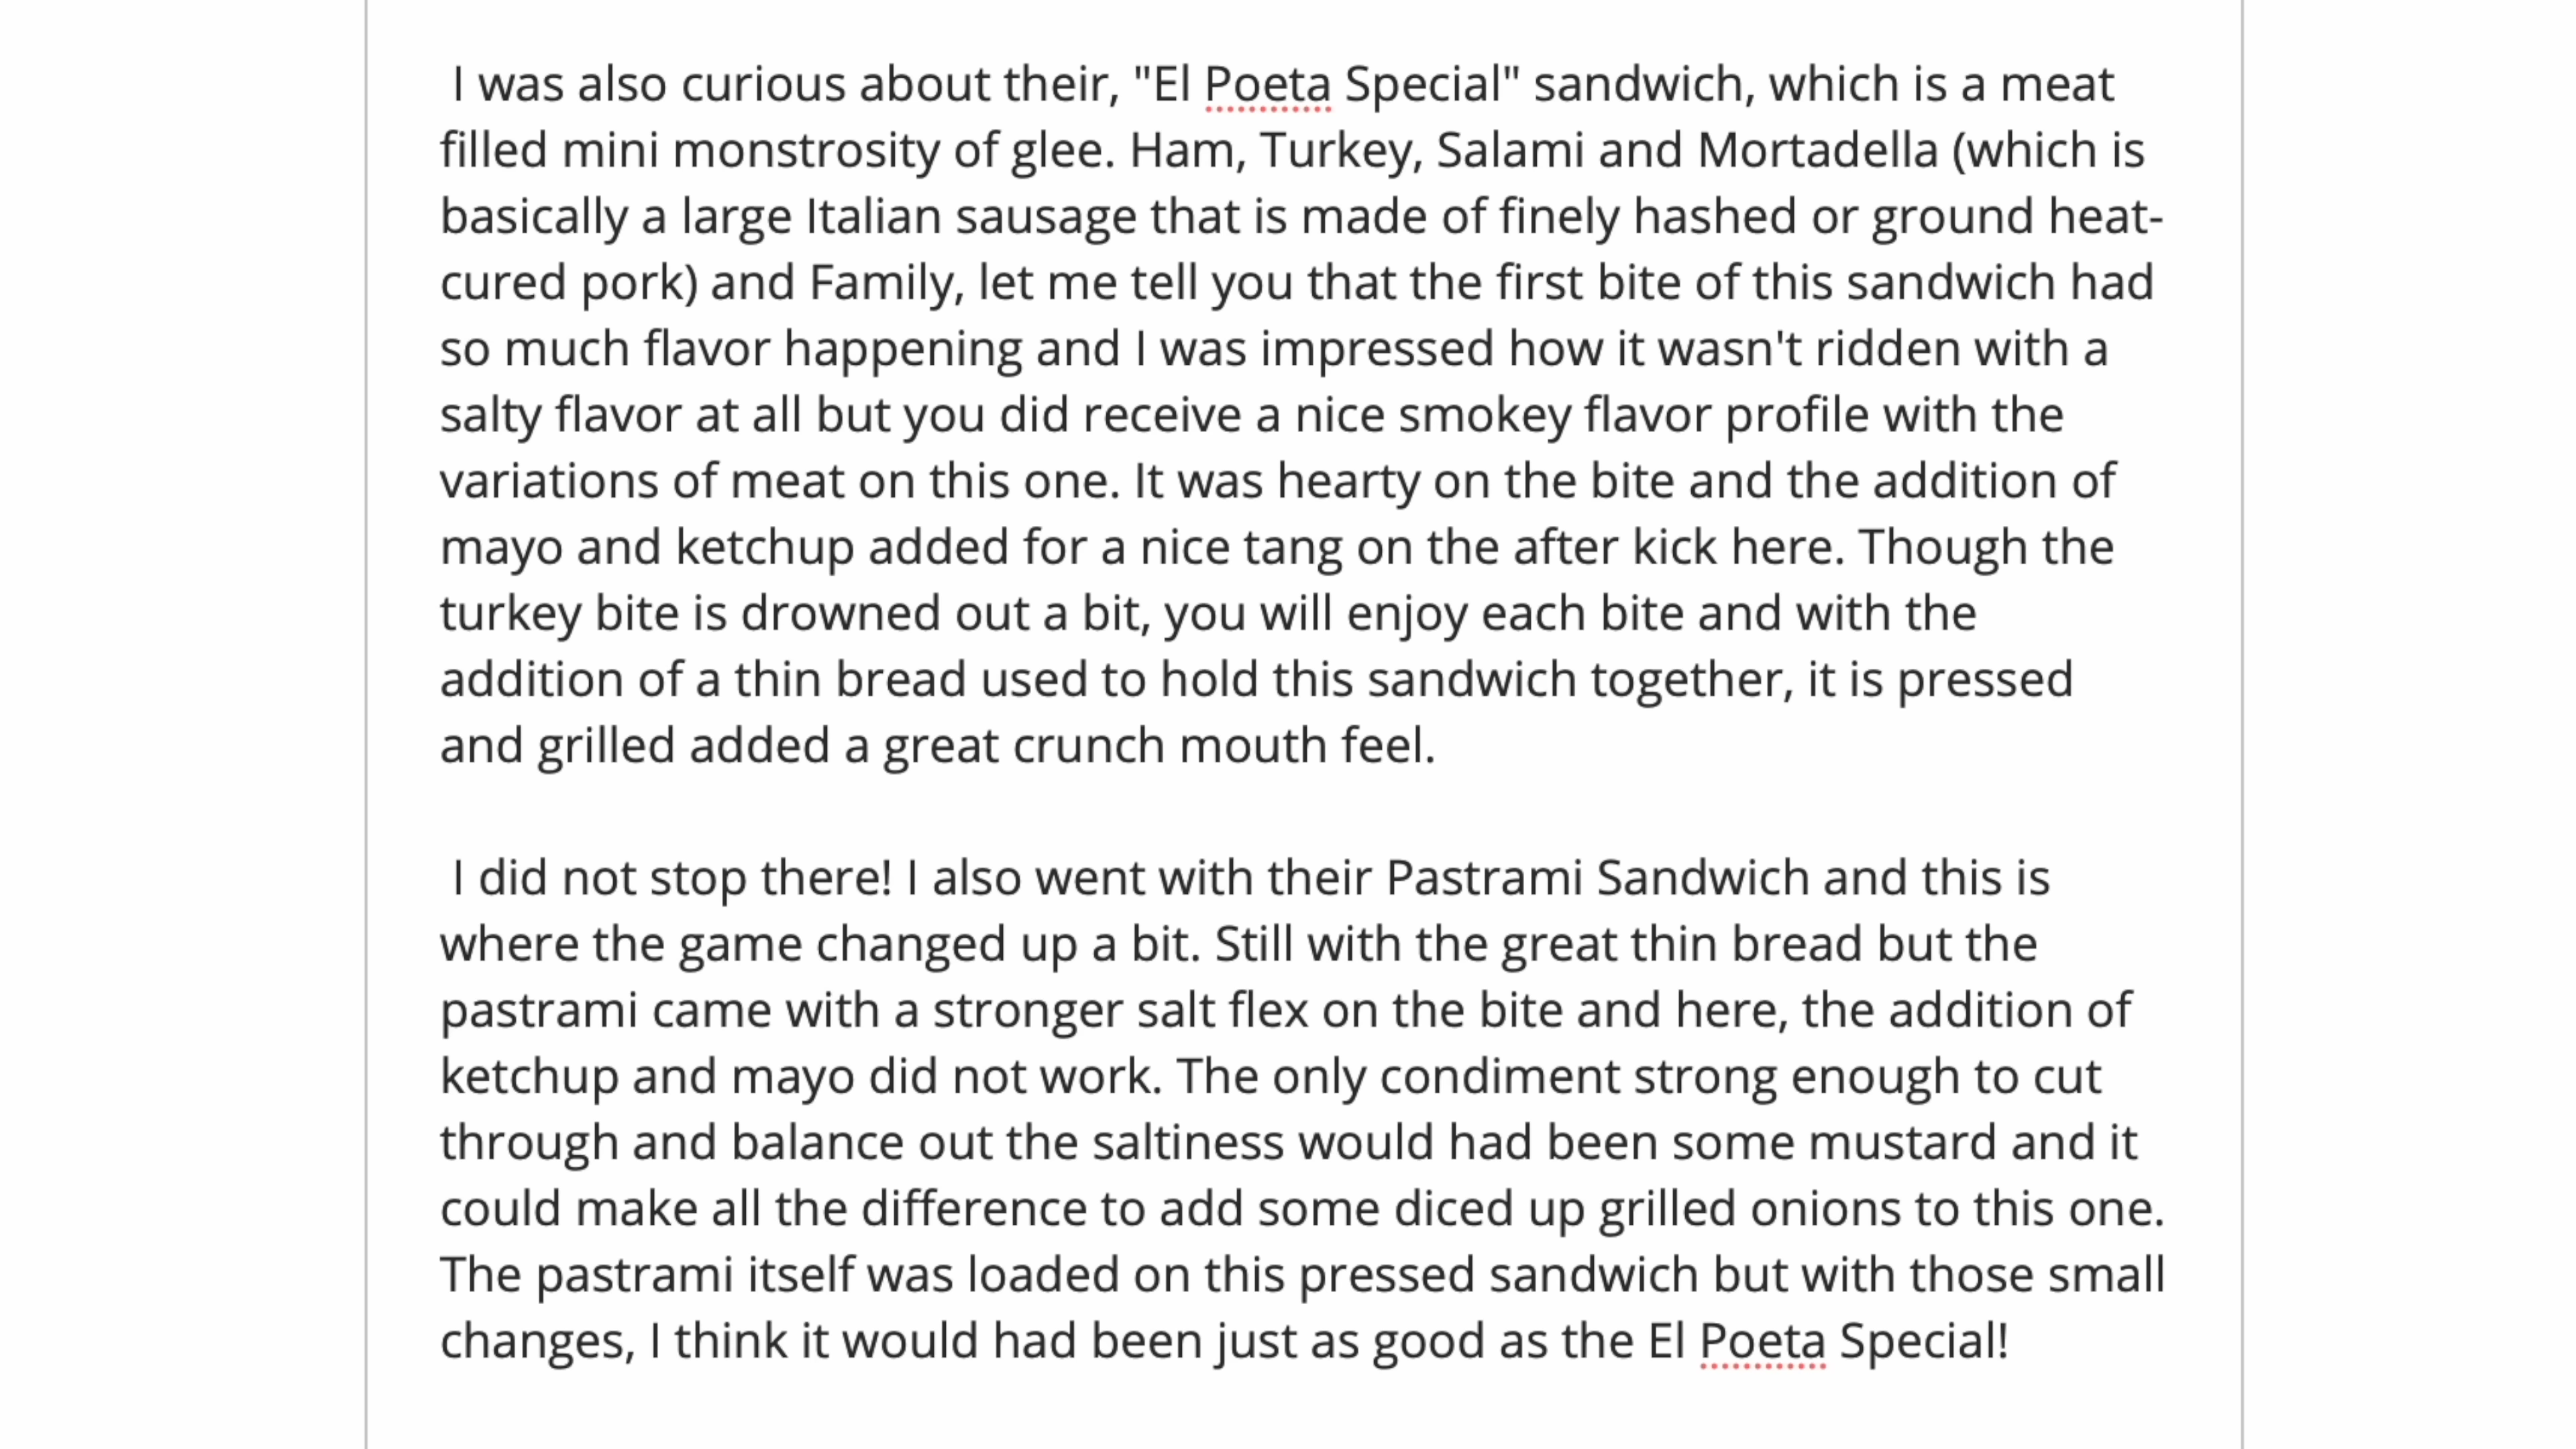 I was also curious about their, "El Poeta Special" sandwich, which is a meat
filled mini monstrosity of glee. Ham, Turkey, Salami and Mortadella (which is
basically a large Italian sausage that is made of finely hashed or ground heat-
cured pork) and Family, let me tell you that the first bite of this sandwich had
so much flavor happening and I was impressed how it wasn't ridden with a
salty flavor at all but you did receive a nice smokey flavor profile with the
variations of meat on this one. It was hearty on the bite and the addition of
mayo and ketchup added for a nice tang on the after kick here. Though the
turkey bite is drowned out a bit, you will enjoy each bite and with the
addition of a thin bread used to hold this sandwich together, it is pressed
and grilled added a great crunch mouth feel.
I did not stop there! I also went with their Pastrami Sandwich and this is
where the game changed up a bit. Still with the great thin bread but the
pastrami came with a stronger salt flex on the bite and here, the addition of
ketchup and mayo did not work. The only condiment strong enough to cut
through and balance out the saltiness would had been some mustard and it
could make all the difference to add some diced up grilled onions to this one.
The pastrami itself was loaded on this pressed sandwich but with those small
changes, I think it would had been just as good as the El Poeta Special!